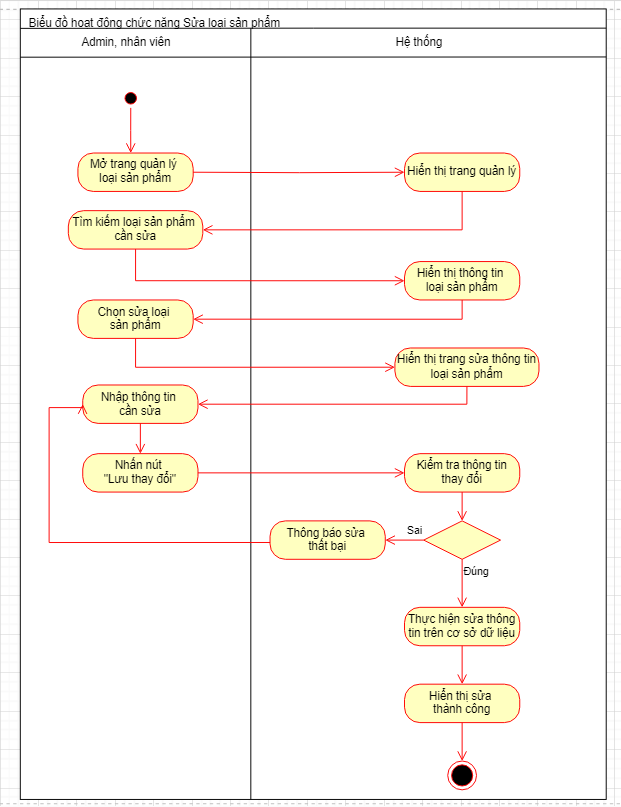 Biểu đồ hoạt động chức năng Sửa loại sản phẩm
Admin, nhân viên
Hệ thống
Mở trang quản lý
loại sản phẩm
Hiển thị trang quản lý
Tìm kiếm loại sản phẩm
cần sửa
Hiển thị thông tin
loại sản phẩm
Chọn sửa loại
sản phẩm
Hiển thị trang sửa thông tin
loại sản phẩm
Nhập thông tin
cần sửa
Nhấn nút
"Lưu thay đổi"
Kiểm tra thông tin
thay đổi
Sai
Thông báo sửa
thất bại
Đúng
Thực hiện sửa thông
tin trên cơ sở dữ liệu
Hiển thị sửa
thành công